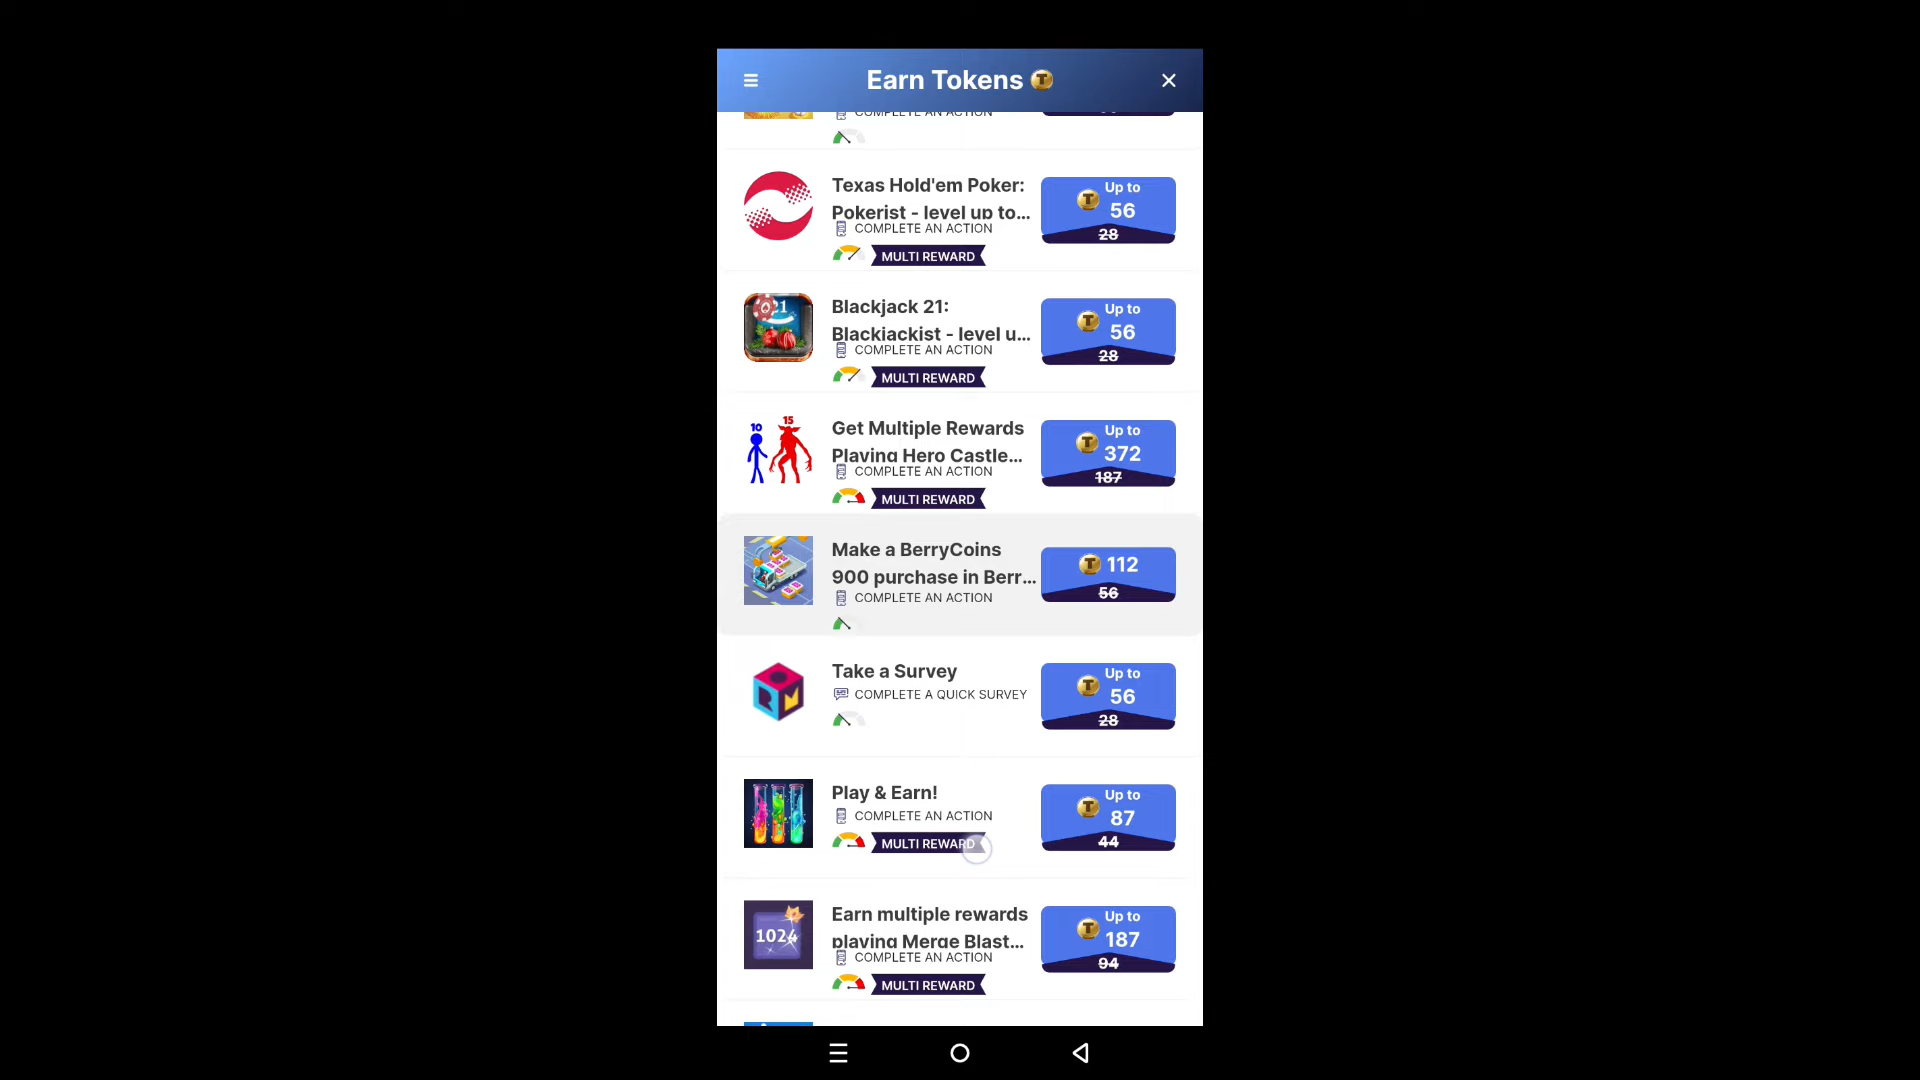 Earn Tokens
COMPLETE AN ACTION
Texas Hold'em Poker:
Pokerist - level up to...
COMPLETE AN ACTION
MULTI REWARD
Up to
56
28
Blackjack 21:
Blackjackist - level u...
COMPLETE AN ACTION
MULTI REWARD
Up to
56
28
10
15
Get Multiple Rewards
Playing Hero Castle...
COMPLETE AN ACTION
MULTI REWARD
Up to
372
187
Make a BerryCoins
900 purchase in Berr...
COMPLETE AN ACTION
112
56
Take a Survey
COMPLETE A QUICK SURVEY
Up to
56
28
Play & Earn!
COMPLETE AN ACTION
MULTI REWARD
Up to
87
44
1024
Earn multiple rewards
playing Merge Blast...
COMPLETE AN ACTION
MULTI REWARD
Up to
187
94